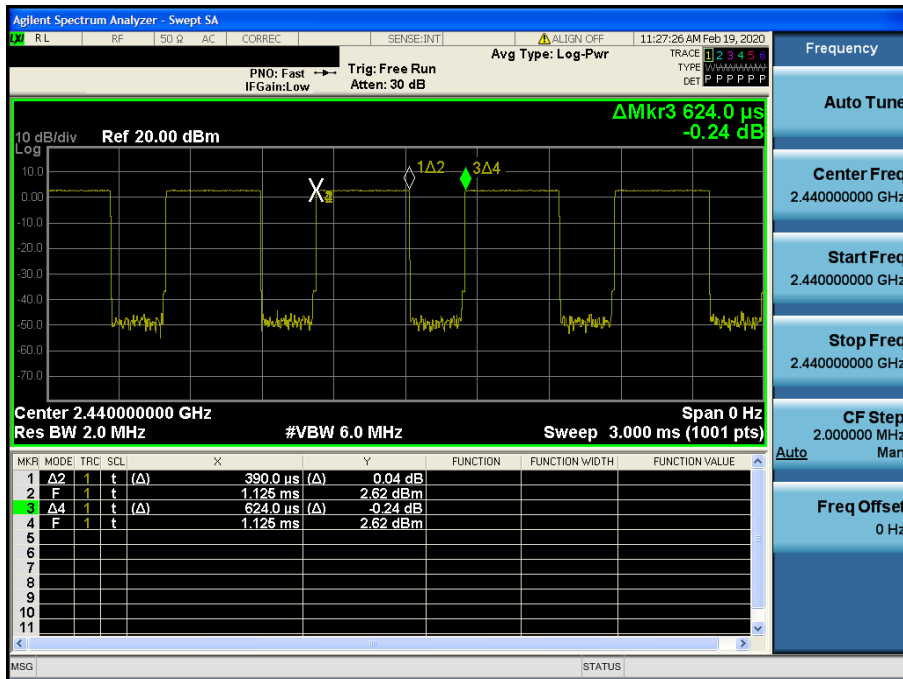 Agilent Spectrum Analyzer - Swept SA
LXI RL RF 50 Ω AC CORREC SENSE:INT ALIGN OFF 11:27:26 AM Feb 19, 2020
Avg Type: Log-Pwr TRACE 1 2 3 4 5 6
PNO: Fast Trig: Free Run TYPE WWWWWW
IFGain:Low Atten: 30 dB DET P P P P P P
ΔMkr3 624.0 µs
10 dB/div Ref 20.00 dBm -0.24 dB
Log
1Δ2 3Δ4
X
10.0
0.00
-10.0
-20.0
-30.0
-40.0
-50.0
-60.0
-70.0
Center 2.440000000 GHz Span 0 Hz
Res BW 2.0 MHz #VBW 6.0 MHz Sweep 3.000 ms (1001 pts)
MKR MODE TRC SCL X Y FUNCTION FUNCTION WIDTH FUNCTION VALUE
1 Δ2 1 t (Δ) 390.0 µs (Δ) 0.04 dB
2 F 1 t 1.125 ms 2.62 dBm
3 Δ4 1 t (Δ) 624.0 µs (Δ) -0.24 dB
4 F 1 t 1.125 ms 2.62 dBm
5
6
7
8
9
10
11
MSG STATUS
Frequency
Auto Tune
Center Freq
2.440000000 GHz
Start Freq
2.440000000 GHz
Stop Freq
2.440000000 GHz
CF Step
2.000000 MHz
Auto Man
Freq Offset
0 Hz